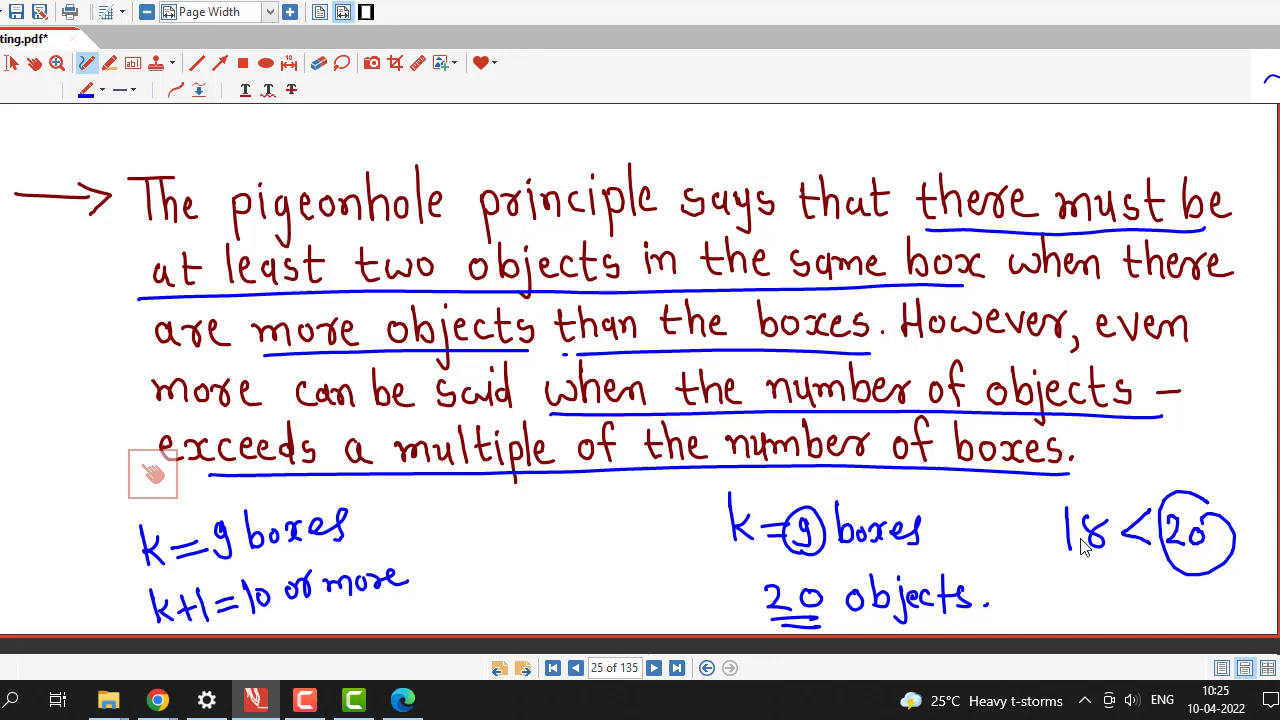 Page Width
ting.pdf*
The pigeonhole principle says that there must be
at least two objects in the same box when there
are more objects than the boxes. However, even
more can be said when the number of objects -
exceeds a multiple of the number of boxes.
k = 9 boxes
k+1 = 10 or more
k = 9 boxes
20 objects.
18 < 20
25 of 135
25°C Heavy t-storms
ENG
10:25
10-04-2022